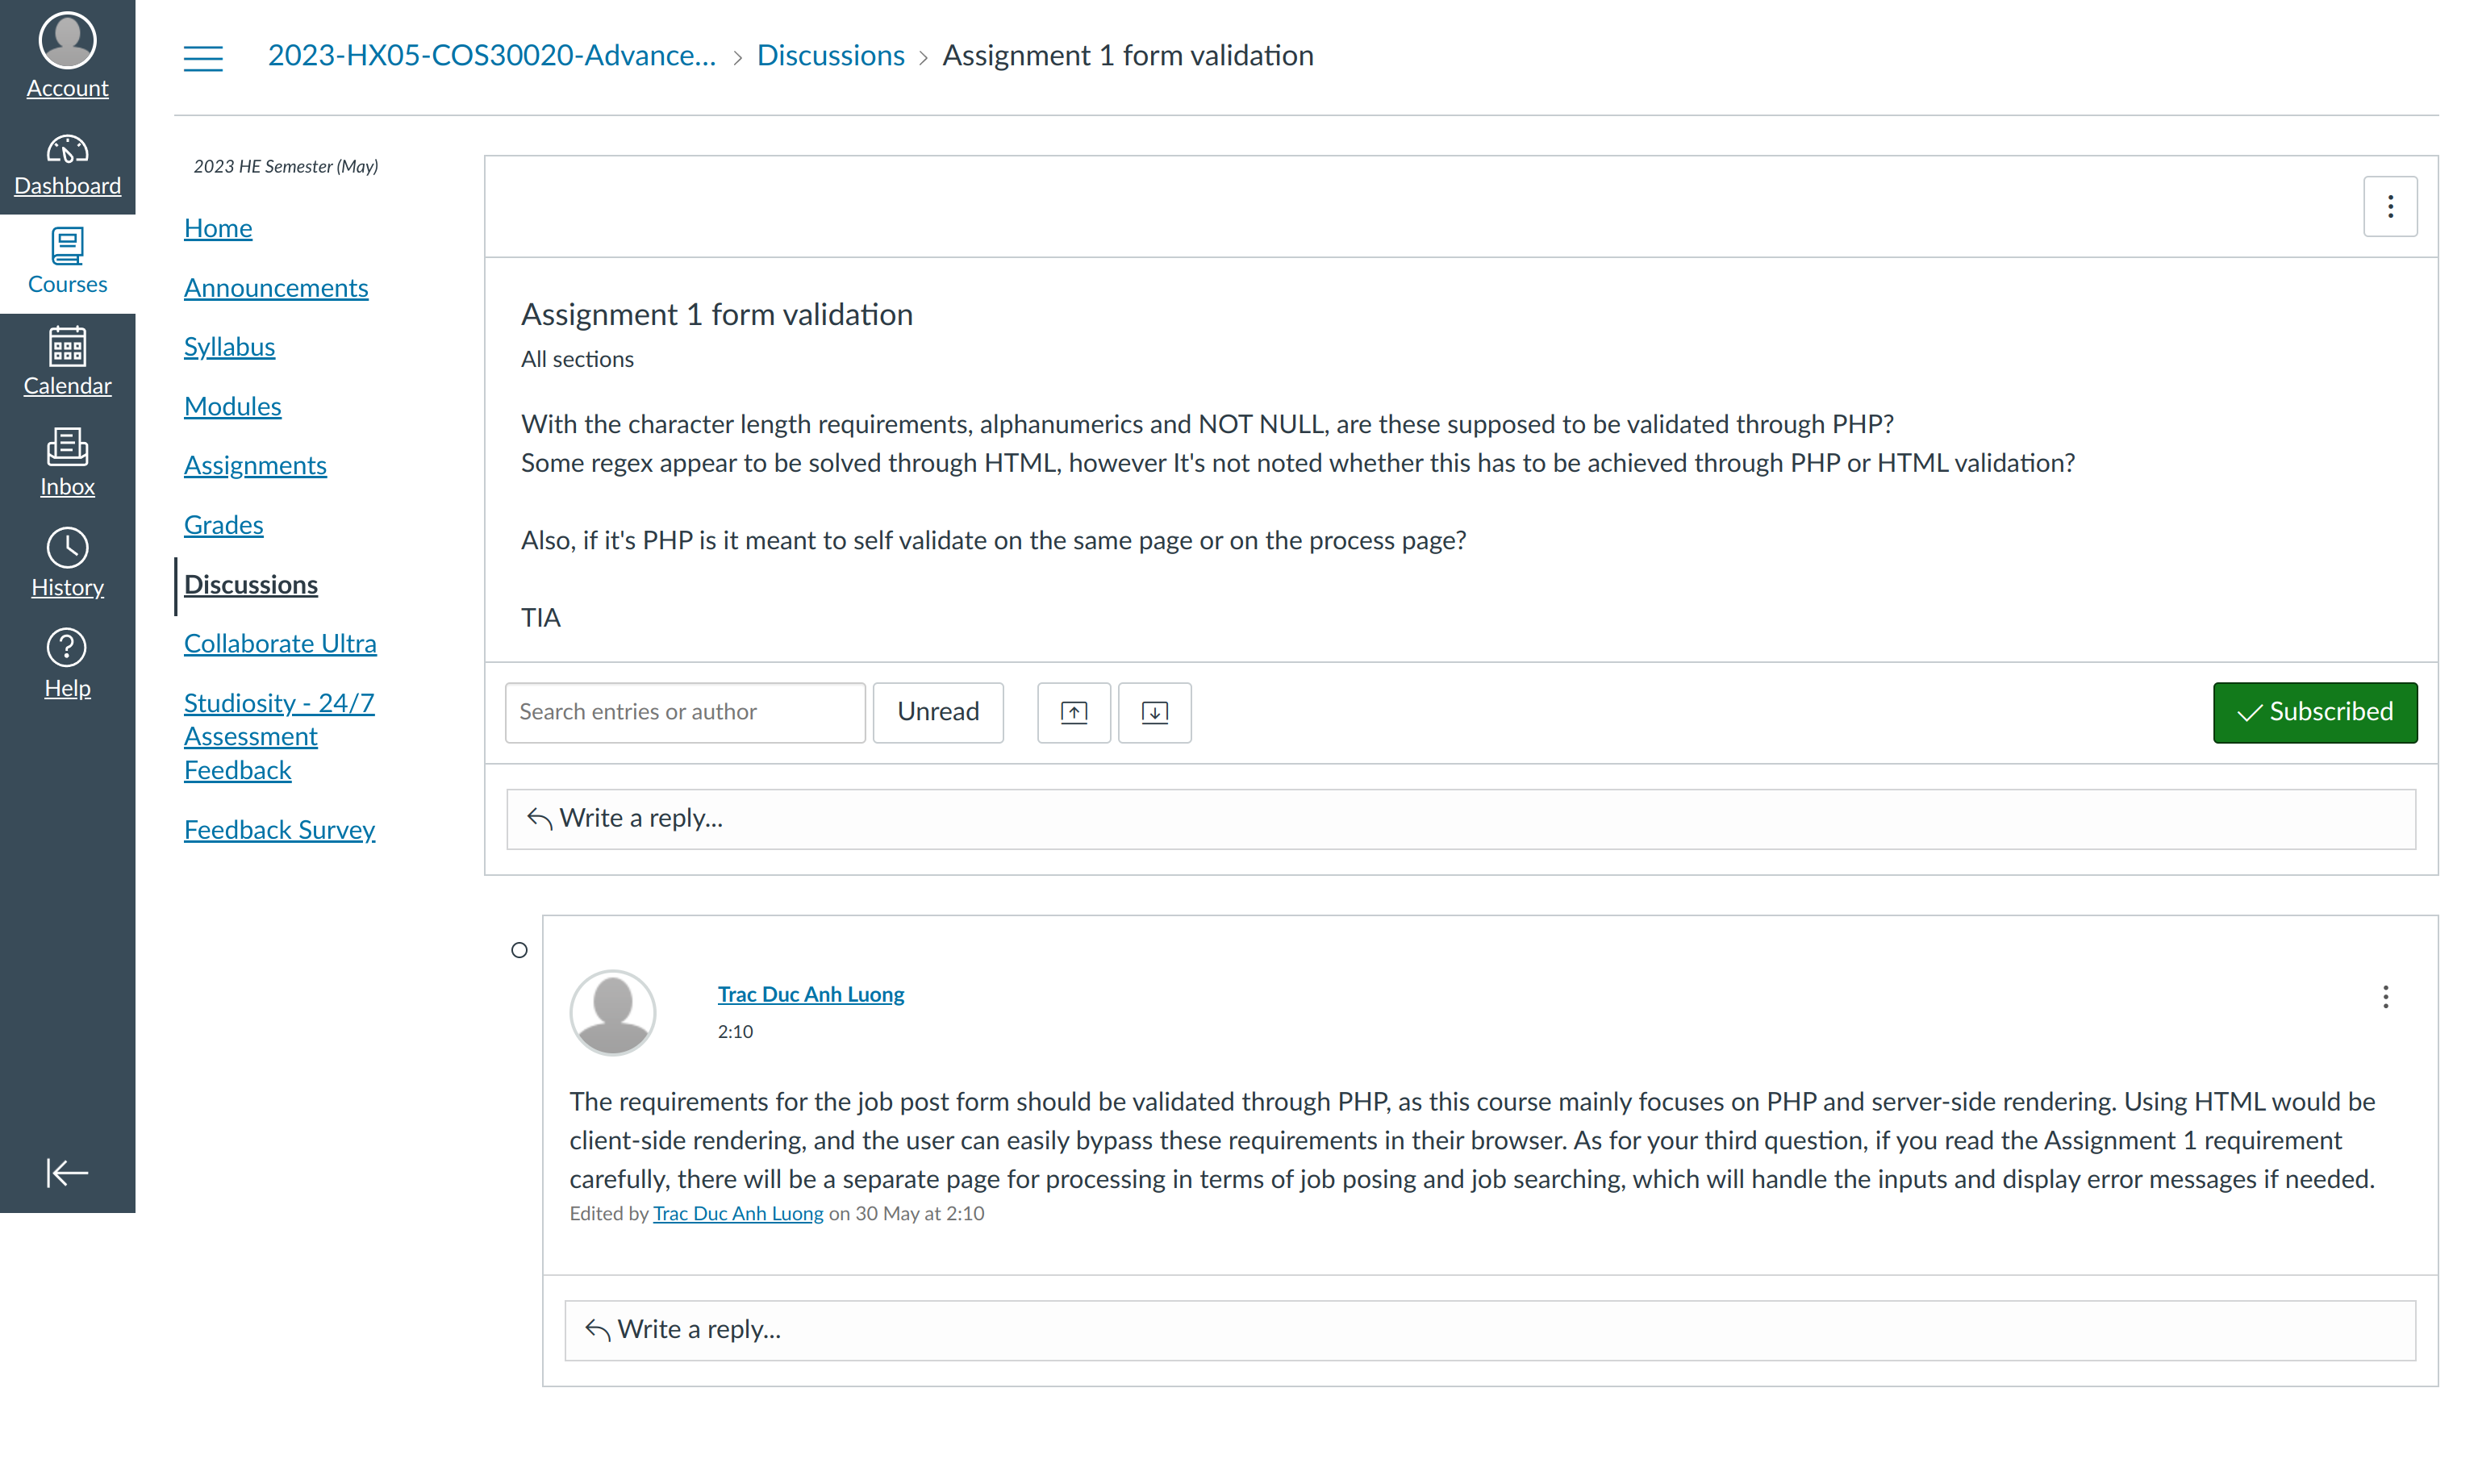 Account
Dashboard
Courses
Calendar
Inbox
History
Help
2023-HX05-COS30020-Advance... > Discussions > Assignment 1 form validation
2023 HE Semester (May)
Home
Announcements
Syllabus
Modules
Assignments
Grades
Discussions
Collaborate Ultra
Studiosity - 24/7
Assessment
Feedback
Feedback Survey
Assignment 1 form validation
All sections
With the character length requirements, alphanumerics and NOT NULL, are these supposed to be validated through PHP?
Some regex appear to be solved through HTML, however It's not noted whether this has to be achieved through PHP or HTML validation?
Also, if it's PHP is it meant to self validate on the same page or on the process page?
TIA
Search entries or author
Unread
Subscribed
Write a reply...
Trac Duc Anh Luong
2:10
The requirements for the job post form should be validated through PHP, as this course mainly focuses on PHP and server-side rendering. Using HTML would be
client-side rendering, and the user can easily bypass these requirements in their browser. As for your third question, if you read the Assignment 1 requirement
carefully, there will be a separate page for processing in terms of job posing and job searching, which will handle the inputs and display error messages if needed.
Edited by Trac Duc Anh Luong on 30 May at 2:10
Write a reply...